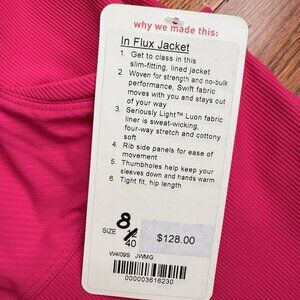 why we made this:
In Flux Jacket
1. Get to class in this
slim-fitting, lined jacket
2. Woven for strength and no-bulk
performance, Swift fabric
moves with you and stays out
of your way
3. Seriously Light™ Luon fabric
liner is sweat-wicking,
four-way stretch and cottony
soft
4. Rib side panels for ease of
movement
5. Thumbholes help keep your
sleeves down and hands warm
6. Tight fit, hip length
8
SIZE
40
$128.00
W4I09S JWMG
000003616230